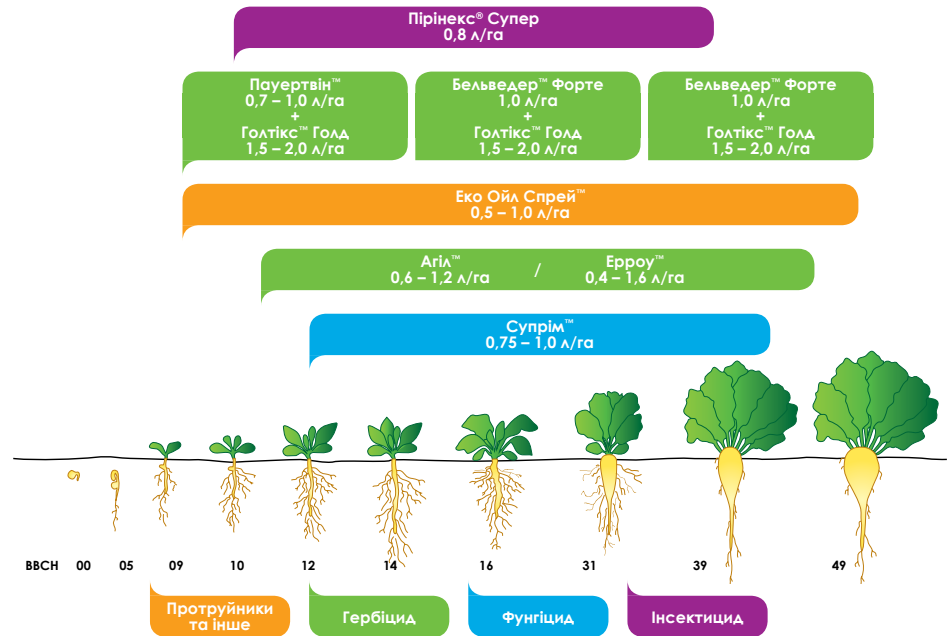 Пірінекс® Супер
0,8 л/га
Пауертвін™
0,7 – 1,0 л/га
+
Голтікс™ Голд
1,5 – 2,0 л/га
Бельведер™ Форте
1,0 л/га
+
Голтікс™ Голд
1,5 – 2,0 л/га
Бельведер™ Форте
1,0 л/га
+
Голтікс™ Голд
1,5 – 2,0 л/га
Еко Ойл Спрей™
0,5 – 1,0 л/га
Агіл™ / Ерроу™
0,6 – 1,2 л/га 0,4 – 1,6 л/га
Супрім™
0,75 – 1,0 л/га
BBCH 00 05 09 10 12 14 16 31 39 49
Протруйники
та інше
Гербіцид
Фунгіцид
Інсектицид